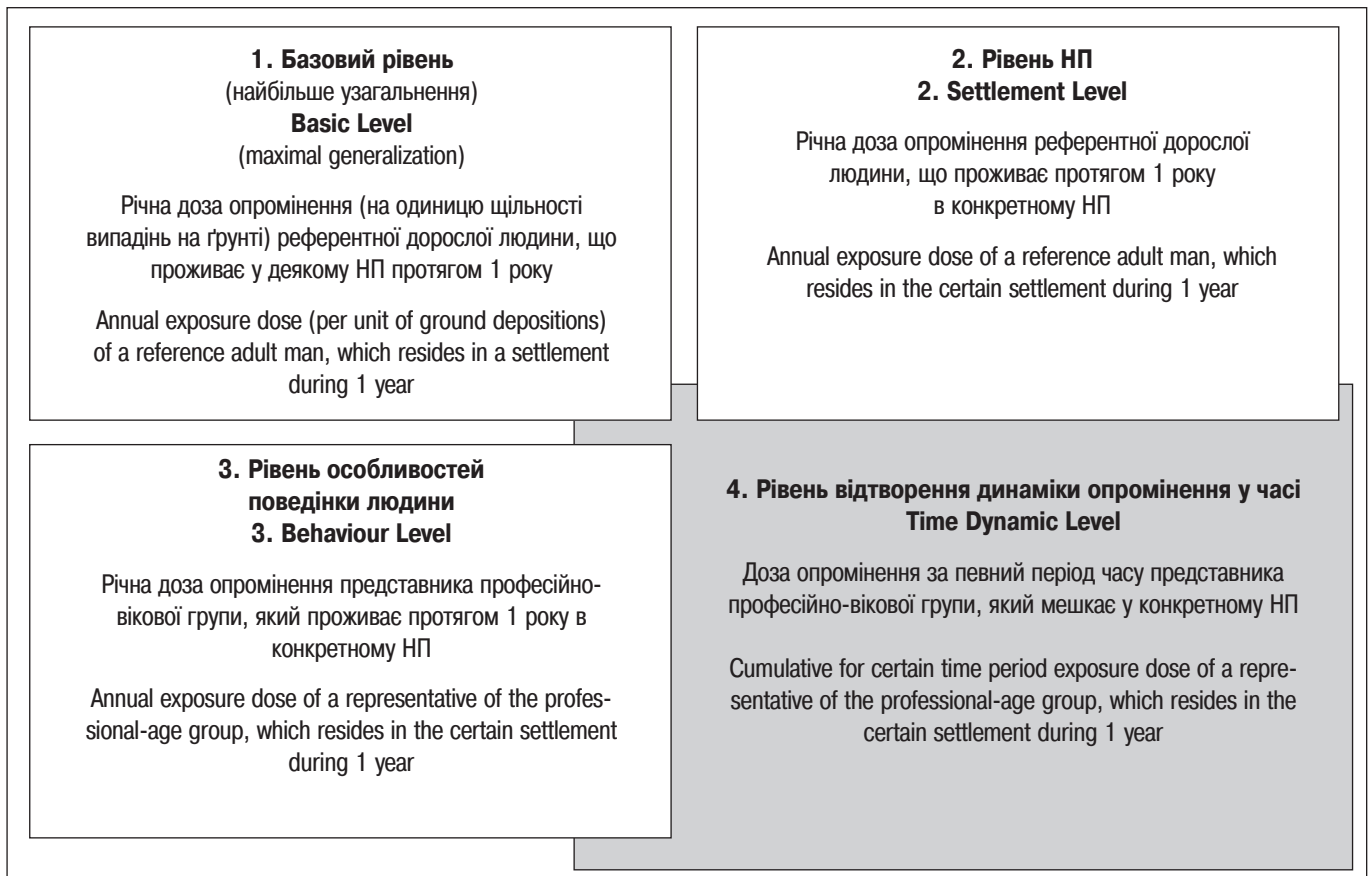 1. Базовий рівень
(найбільше узагальнення)
Basic Level
(maximal generalization)
Річна доза опромінення (на одиницю щільності
випадінь на ґрунті) референтної дорослої людини, що
проживає у деякому НП протягом 1 року
Annual exposure dose (per unit of ground depositions)
of a reference adult man, which resides in a settlement
during 1 year
2. Рівень НП
2. Settlement Level
Річна доза опромінення референтної дорослої
людини, що проживає протягом 1 року
в конкретному НП
Annual exposure dose of a reference adult man, which
resides in the certain settlement during 1 year
3. Рівень особливостей
поведінки людини
3. Behaviour Level
Річна доза опромінення представника професійно-
вікової групи, який проживає протягом 1 року в
конкретному НП
Annual exposure dose of a representative of the profes-
sional-age group, which resides in the certain settlement
during 1 year
4. Рівень відтворення динаміки опромінення у часі
Time Dynamic Level
Доза опромінення за певний період часу представника
професійно-вікової групи, який мешкає у конкретному НП
Cumulative for certain time period exposure dose of a repre-
sentative of the professional-age group, which resides in the
certain settlement during 1 year